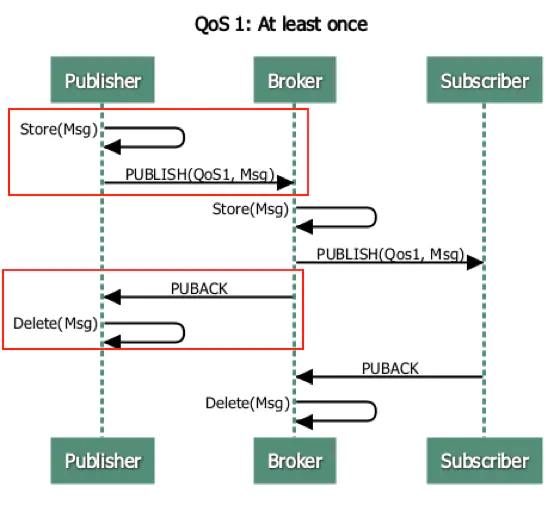 QoS 1: At least once
Publisher
Broker
Subscriber
Store(Msg)
PUBLISH(QoS1, Msg)
Store(Msg)
PUBLISH(Qos1, Msg)
PUBACK
Delete(Msg)
PUBACK
Delete(Msg)
Publisher
Broker
Subscriber